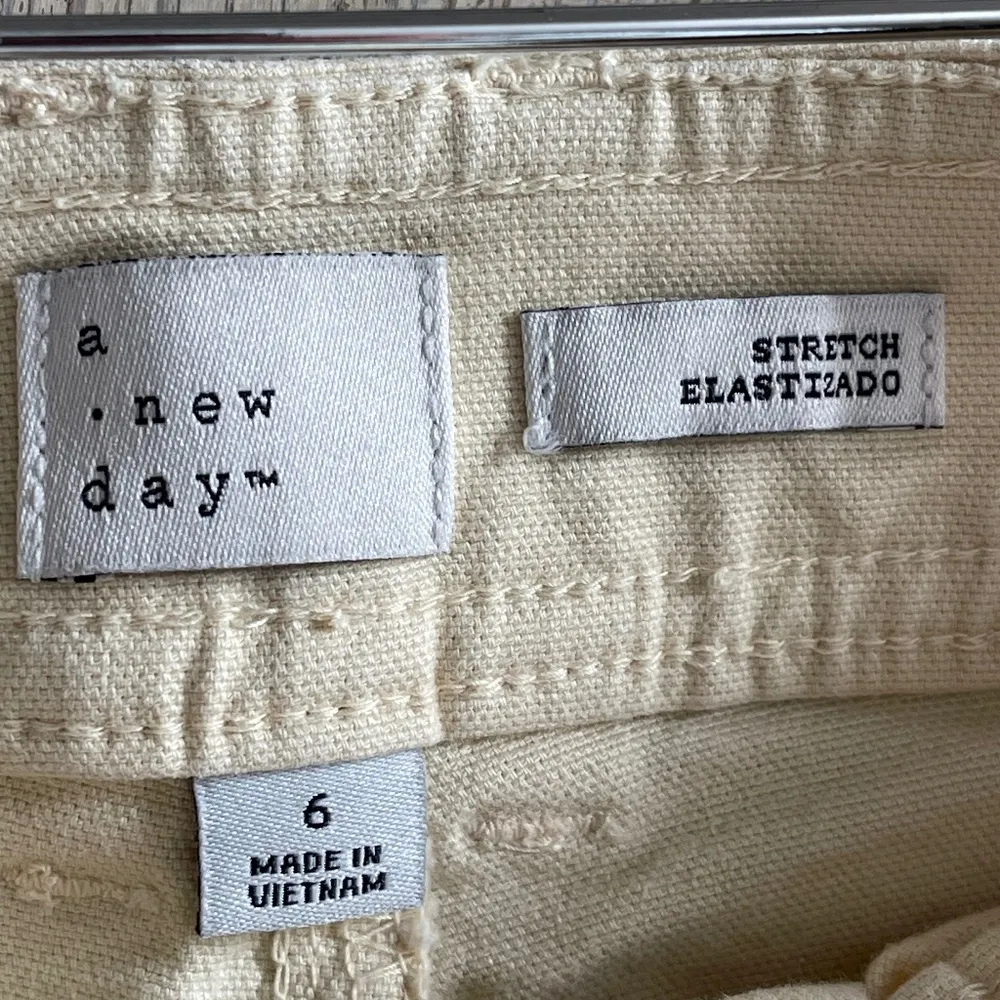 a
·new
day™
STRETCH
ELASTIZADO
6
MADE IN
VIETNAM